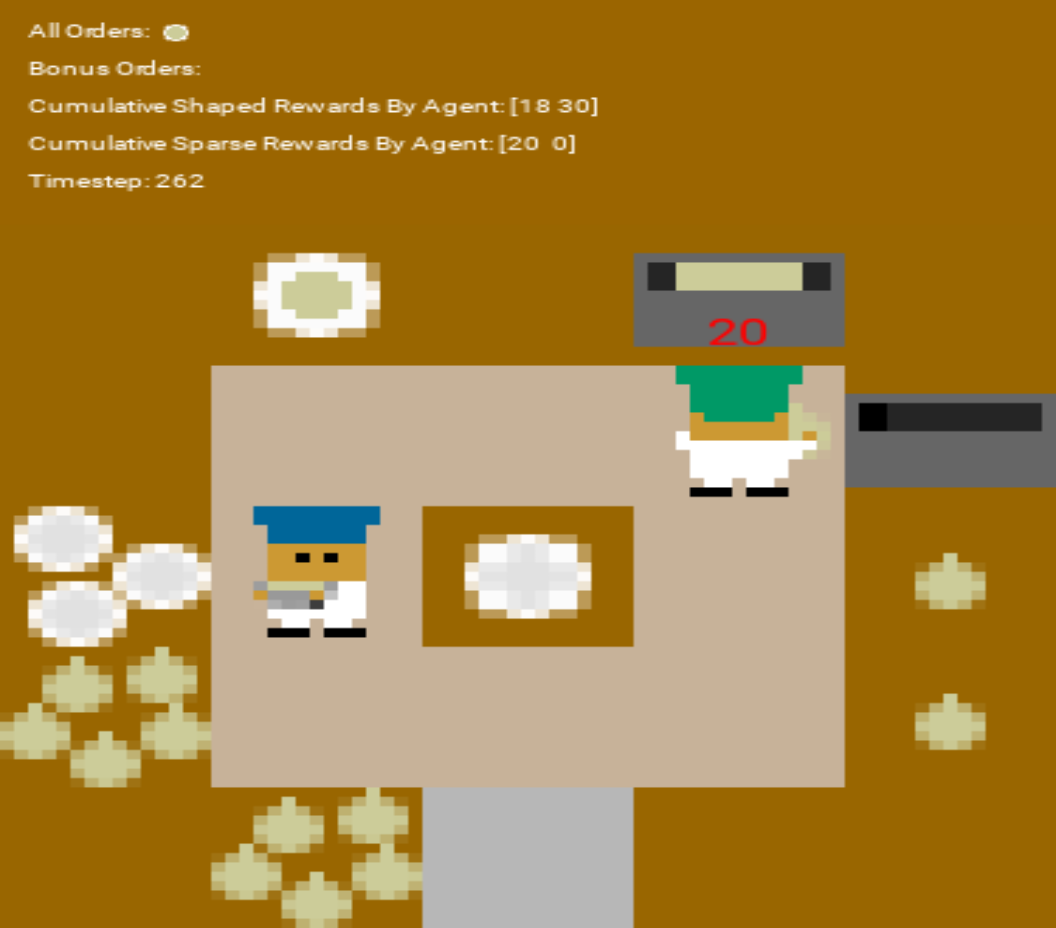 All Orders:
Bonus Orders:
Cumulative Shaped Rewards By Agent: [18 30]
Cumulative Sparse Rewards By Agent: [20 0]
Timestep: 262
20